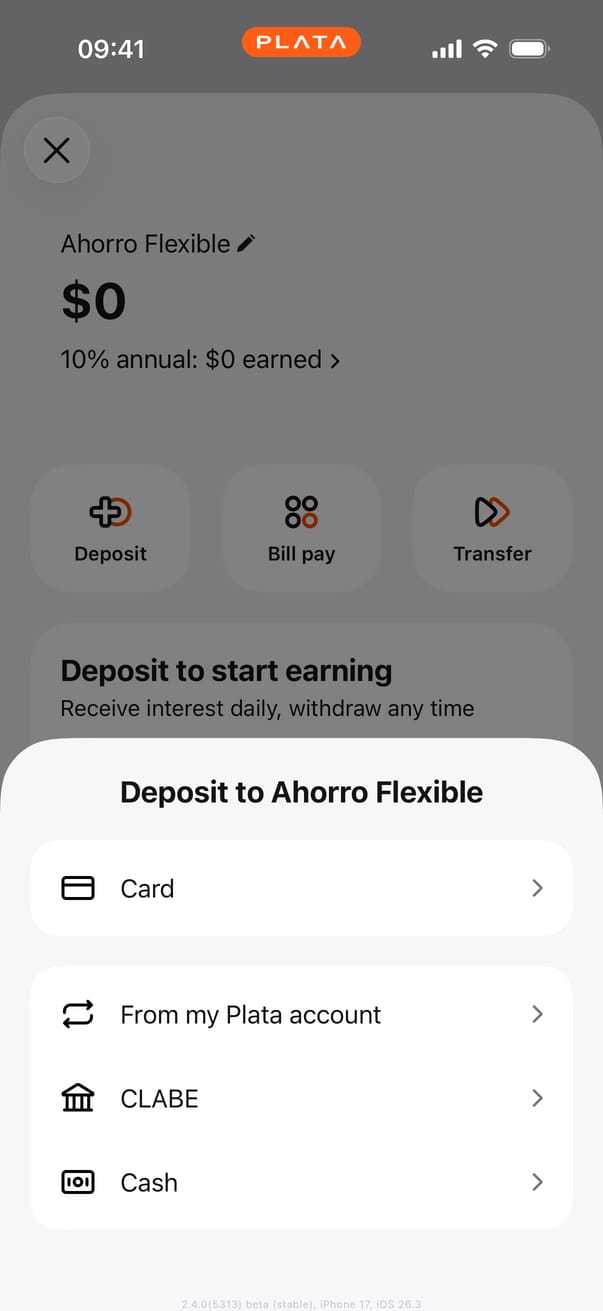 09:41
PLATA
Ahorro Flexible
$0
10% annual: $0 earned
Deposit
Bill pay
Transfer
Deposit to start earning
Receive interest daily, withdraw any time
Deposit to Ahorro Flexible
Card
From my Plata account
CLABE
Cash
2.4.0(5313) beta (stable), iPhone 17, iOS 26.3